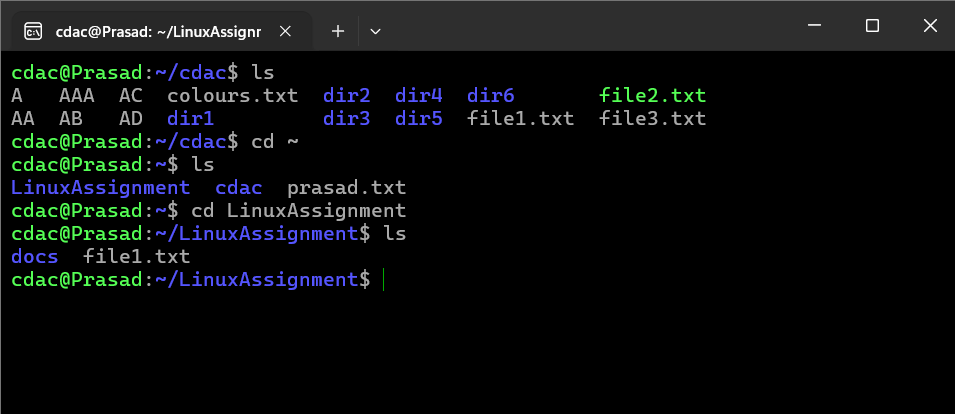 cdac@Prasad: ~/LinuxAssignr
cdac@Prasad:~/cdac$ ls
A   AAA  AC   colours.txt  dir2  dir4  dir6       file2.txt
AA  AB   AD   dir1         dir3  dir5  file1.txt  file3.txt
cdac@Prasad:~/cdac$ cd ~
cdac@Prasad:~$ ls
LinuxAssignment  cdac  prasad.txt
cdac@Prasad:~$ cd LinuxAssignment
cdac@Prasad:~/LinuxAssignment$ ls
docs  file1.txt
cdac@Prasad:~/LinuxAssignment$